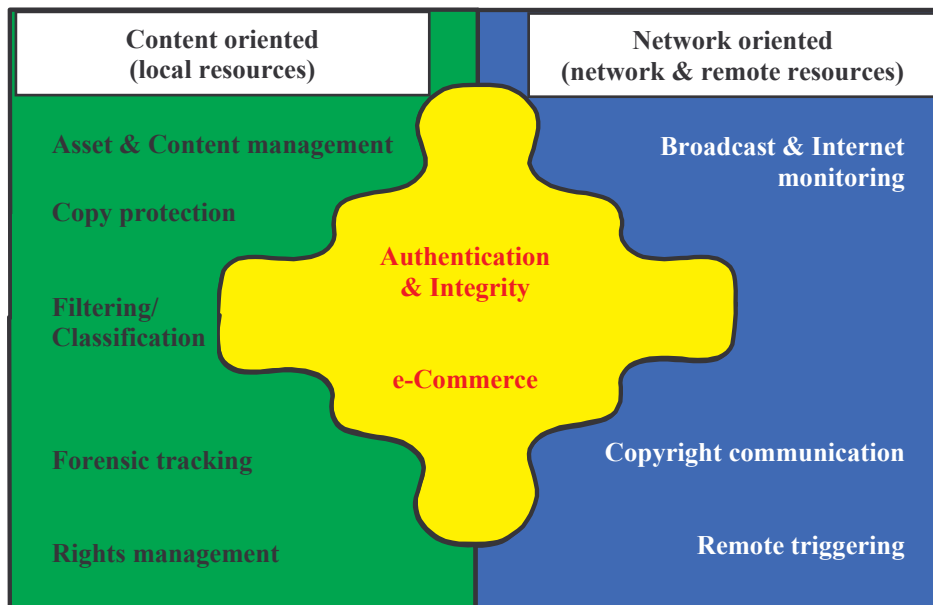 Content oriented
(local resources)
Network oriented
(network & remote resources)
Asset & Content management
Copy protection
Filtering/
Classification
Forensic tracking
Rights management
Authentication
& Integrity
e-Commerce
Broadcast & Internet
monitoring
Copyright communication
Remote triggering